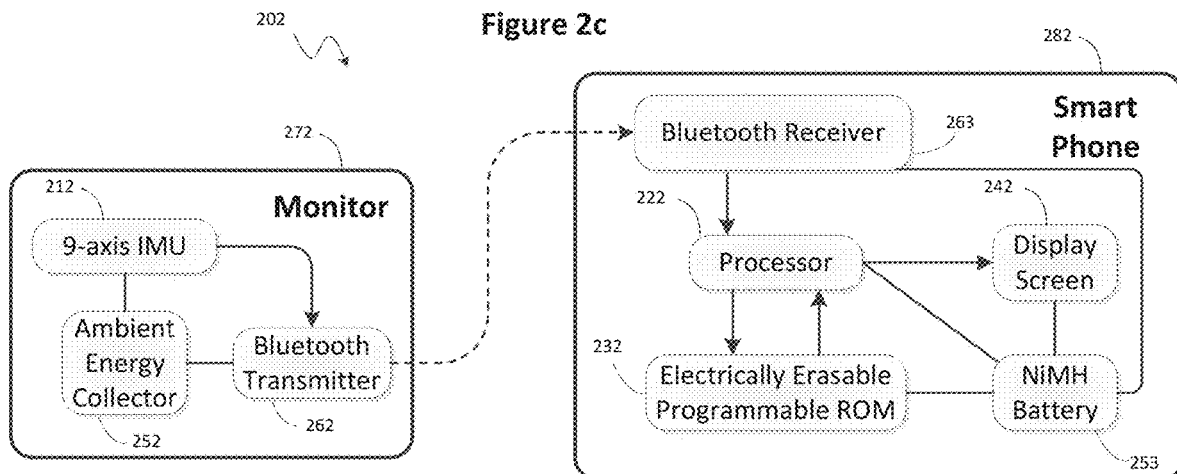 Figure 2c
202
272
Monitor
212
9-axis IMU
Ambient
Energy
Collector
252
Bluetooth
Transmitter
262
282
Smart
Phone
Bluetooth Receiver
263
222
Processor
242
Display
Screen
232
Electrically Erasable
Programmable ROM
NiMH
Battery
253